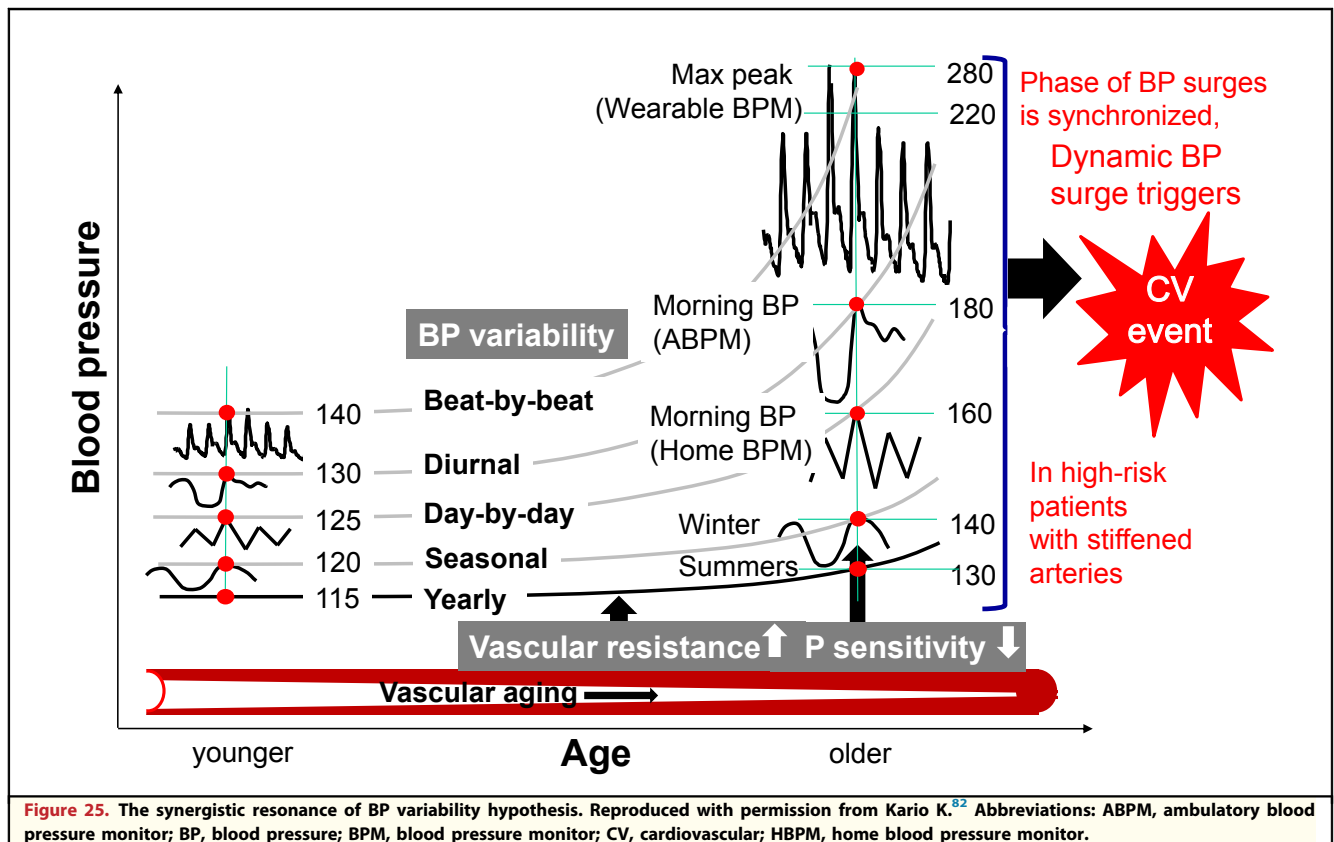 Max peak
(Wearable BPM)
280
220
Phase of BP surges
is synchronized,
Dynamic BP
surge triggers
CV
event
In high-risk
patients
with stiffened
arteries
Blood pressure
BP variability
Morning BP
(ABPM)
180
140
Beat-by-beat
Morning BP
(Home BPM)
160
130
Diurnal
125
Day-by-day
Winter
140
120
Seasonal
Summers
130
115
Yearly
Vascular resistance
P sensitivity
Vascular aging
younger
Age
older
Figure 25. The synergistic resonance of BP variability hypothesis. Reproduced with permission from Kario K.82 Abbreviations: ABPM, ambulatory blood
pressure monitor; BP, blood pressure; BPM, blood pressure monitor; CV, cardiovascular; HBPM, home blood pressure monitor.